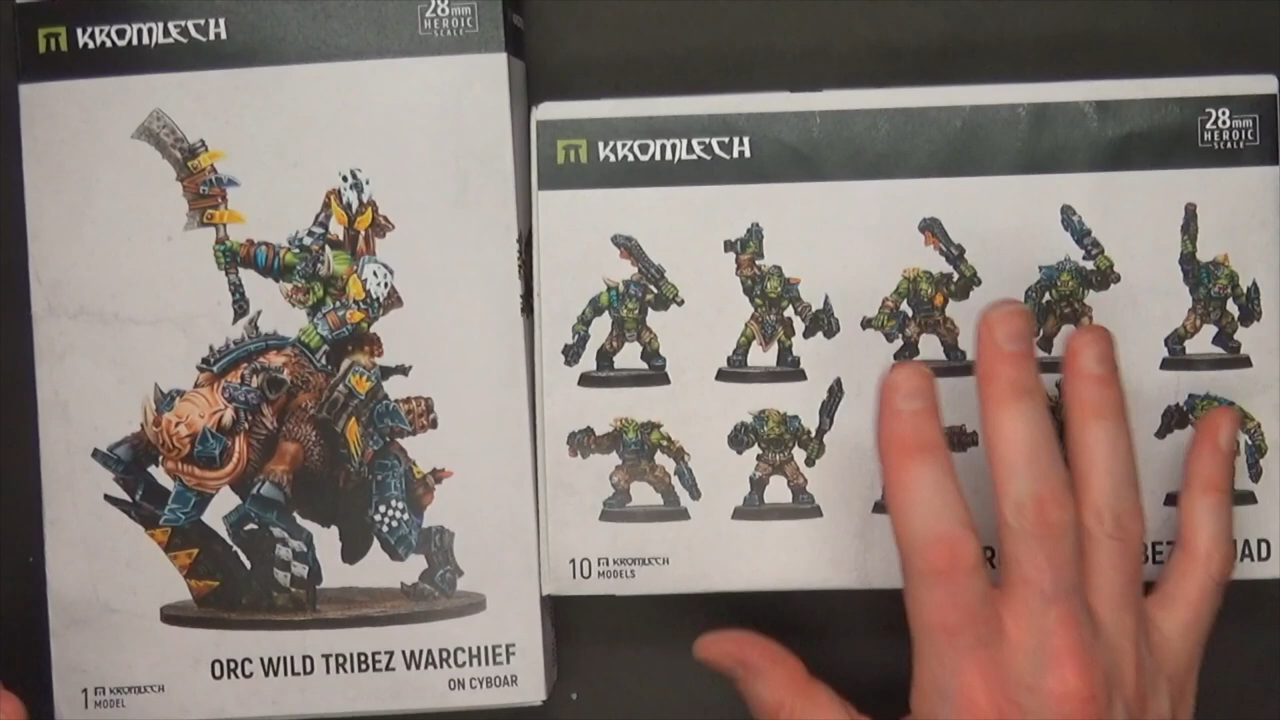 KROMLECH
28mm
HEROIC
SCALE
ORC WILD TRIBEZ WARCHIEF
ON CYBOAR
1 KROMLECH
MODEL
KROMLECH
28mm
HEROIC
SCALE
10 KROMLECH
MODELS